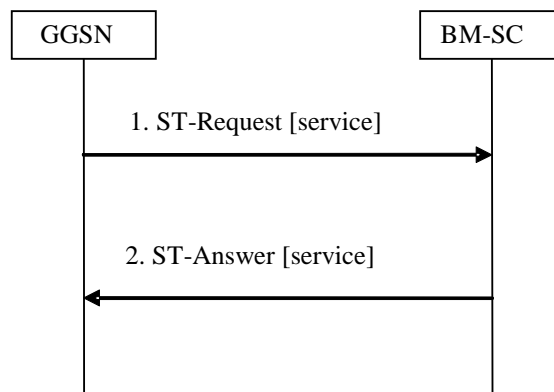 GGSN
BM-SC
1. ST-Request [service]
2. ST-Answer [service]